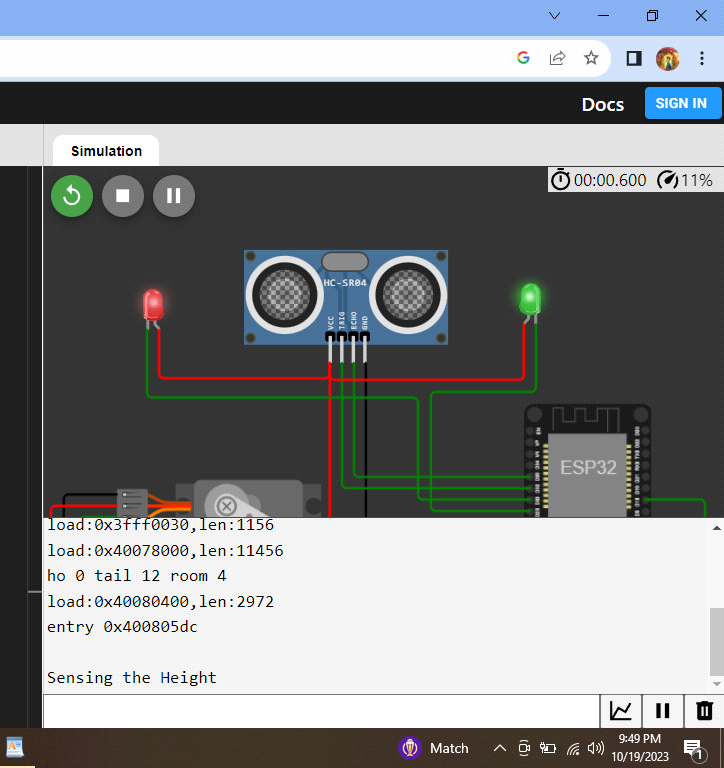 Docs
SIGN IN
Simulation
00:00.600
11%
HC-SR04
VCC
TRIG
ECHO
GND
ESP32
load:0x3fff0030,len:1156
load:0x40078000,len:11456
ho 0 tail 12 room 4
load:0x40080400,len:2972
entry 0x400805dc
Sensing the Height
Match
9:49 PM
10/19/2023
1